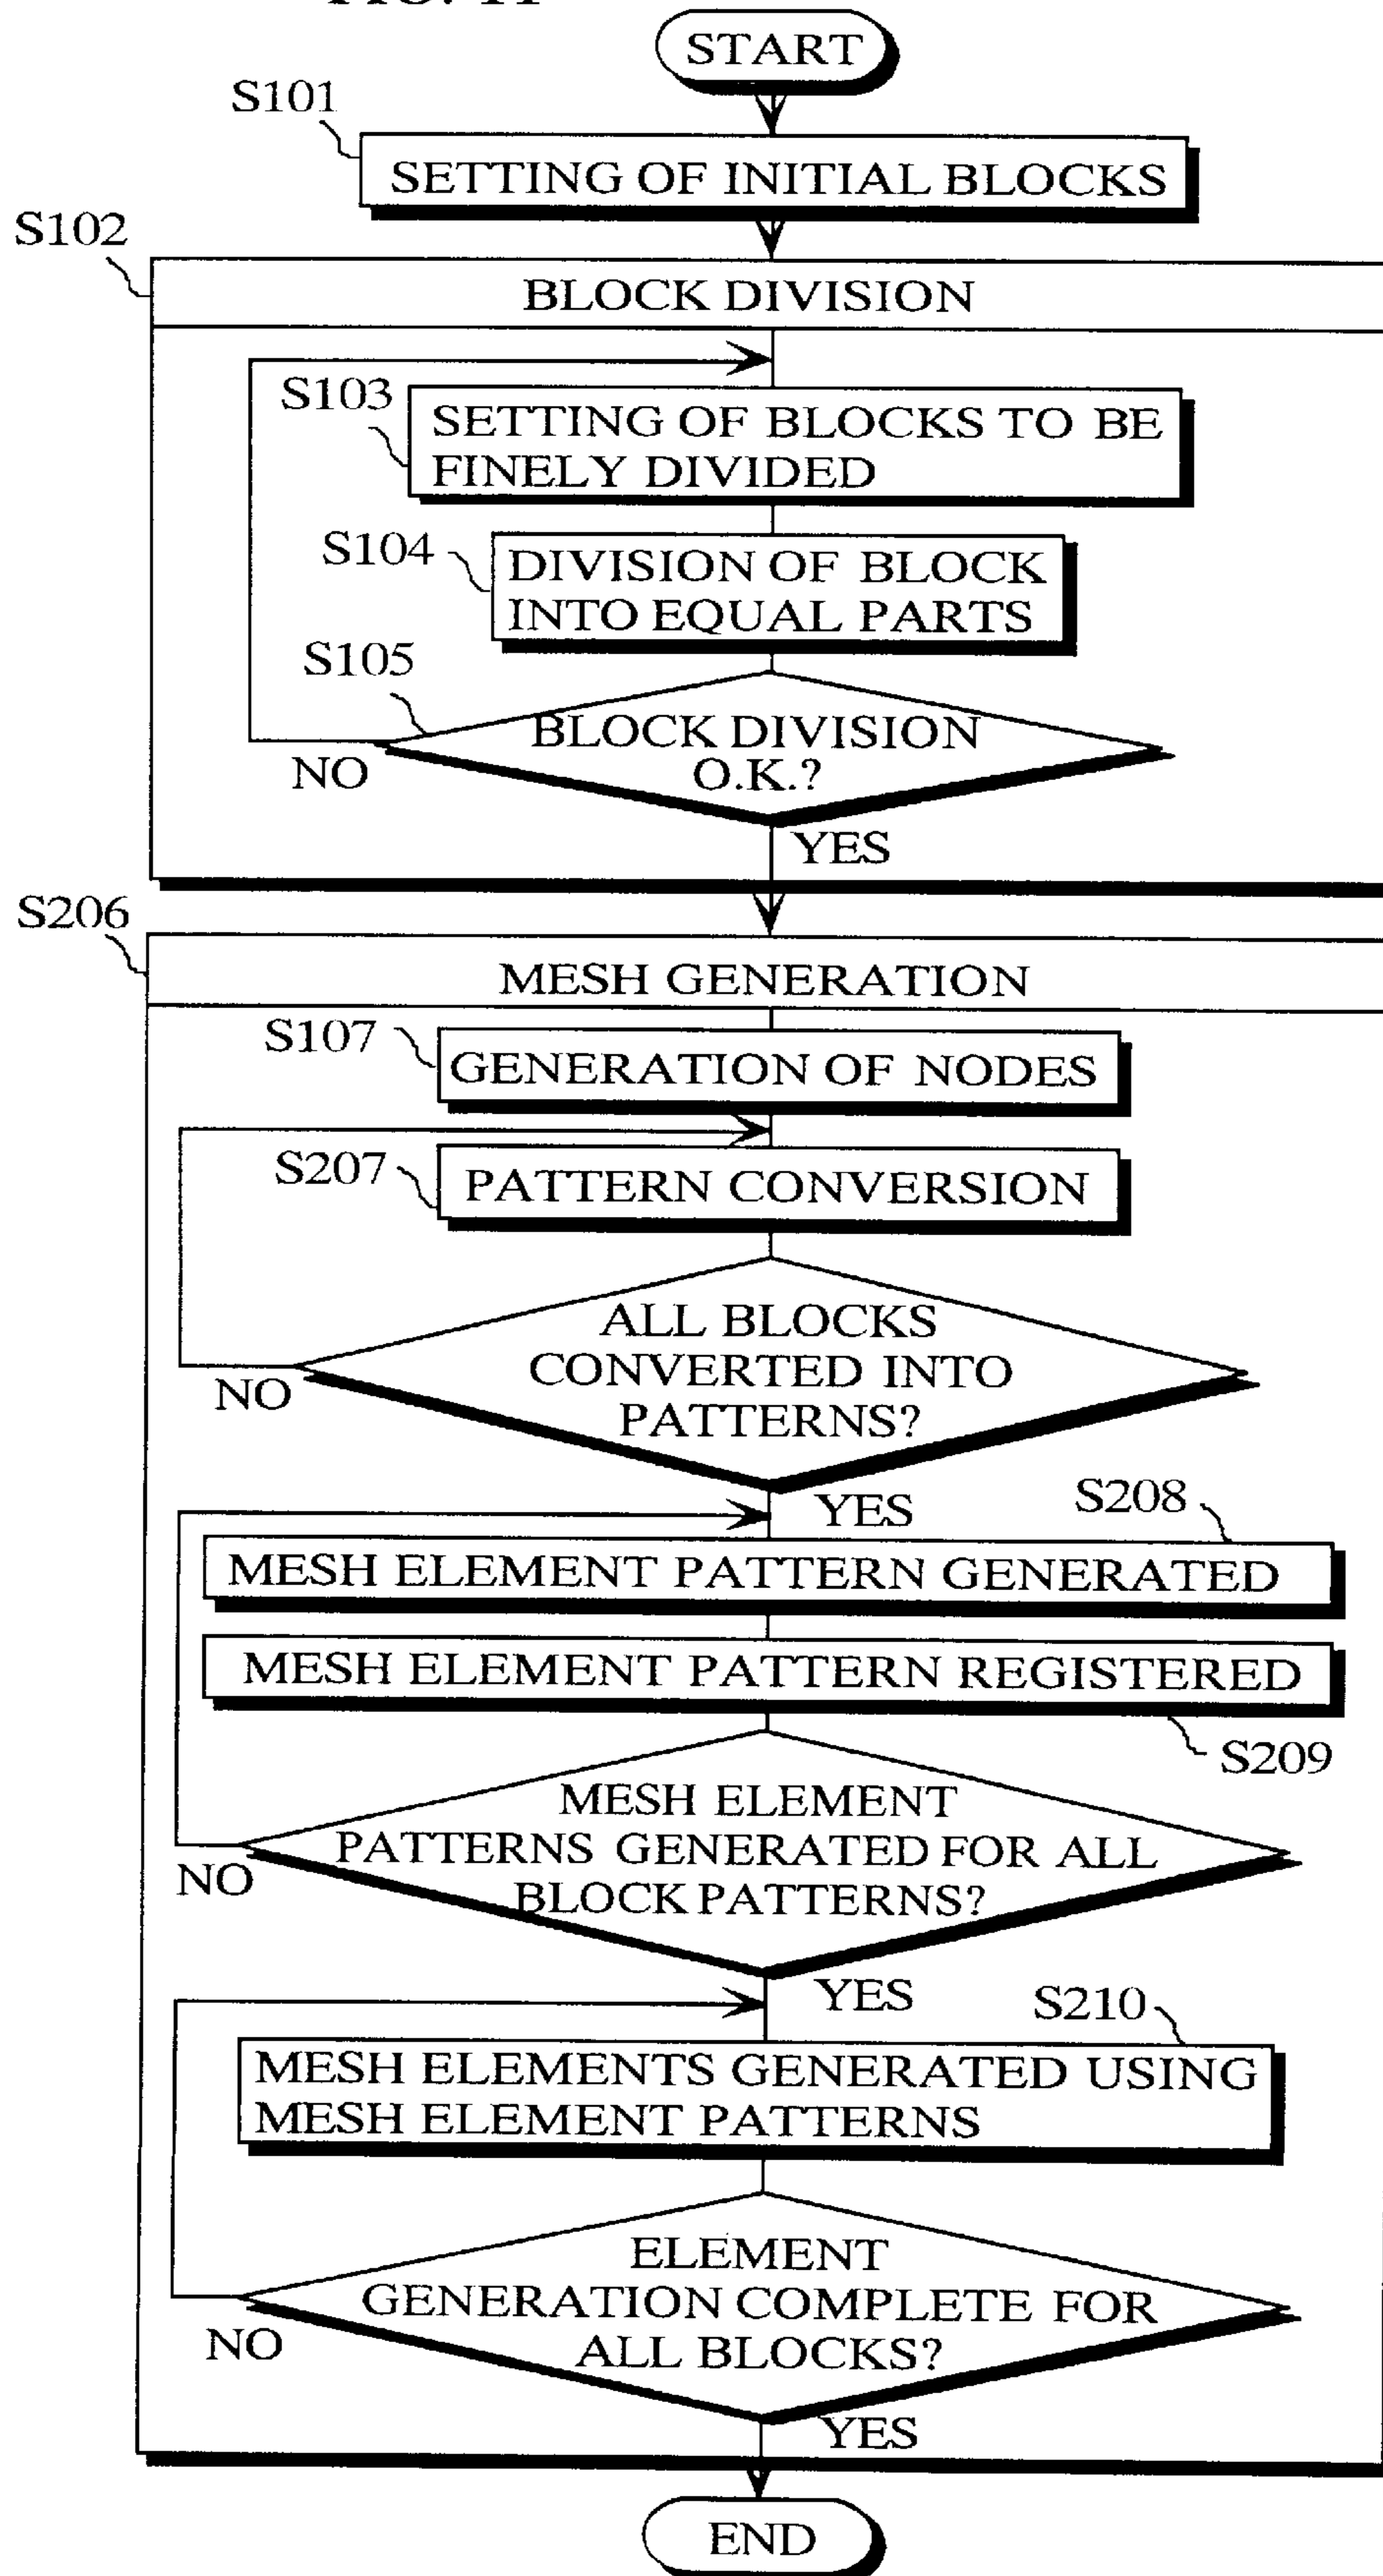 START
S101
SETTING OF INITIAL BLOCKS
S102
BLOCK DIVISION
S103
SETTING OF BLOCKS TO BE
FINELY DIVIDED
S104
DIVISION OF BLOCK
INTO EQUAL PARTS
S105
BLOCK DIVISION
O.K.?
NO
YES
S206
MESH GENERATION
S107
GENERATION OF NODES
S207
PATTERN CONVERSION
ALL BLOCKS
CONVERTED INTO
PATTERNS?
NO
YES
S208
MESH ELEMENT PATTERN GENERATED
MESH ELEMENT PATTERN REGISTERED
S209
MESH ELEMENT
PATTERNS GENERATED FOR ALL
BLOCK PATTERNS?
NO
YES
S210
MESH ELEMENTS GENERATED USING
MESH ELEMENT PATTERNS
ELEMENT
GENERATION COMPLETE FOR
ALL BLOCKS?
NO
YES
END